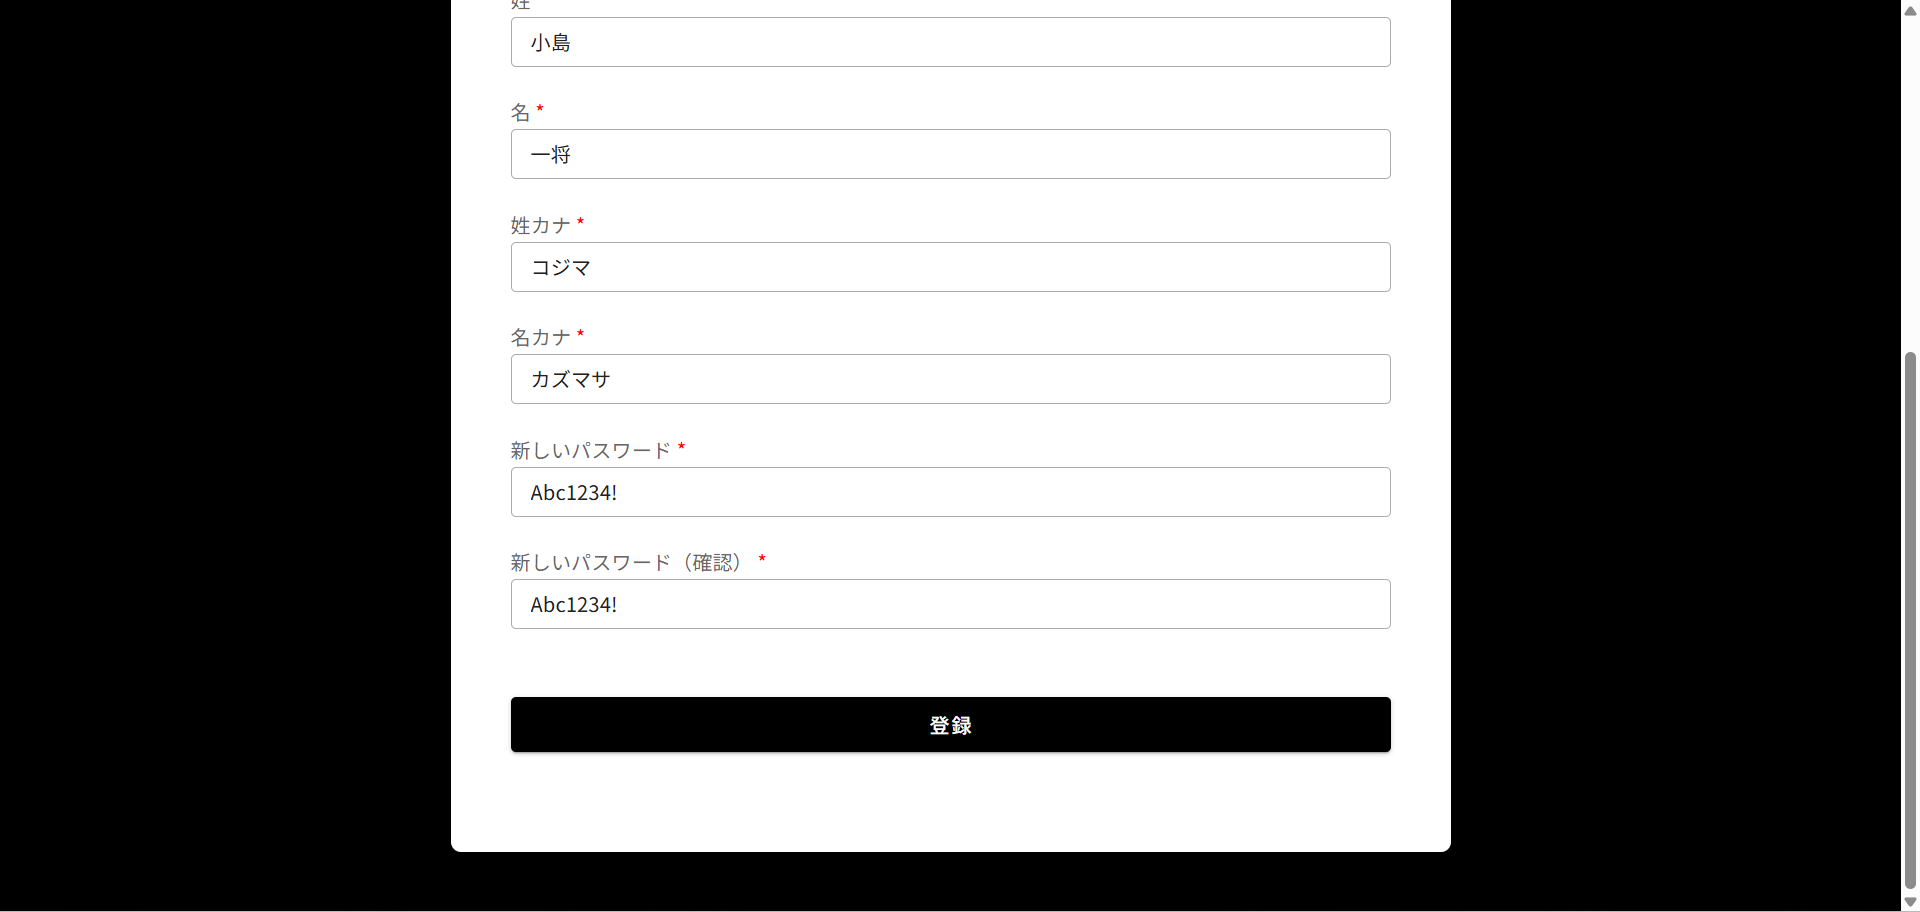 姓
小島
名 *
一将
姓カナ *
コジマ
名カナ *
カズマサ
新しいパスワード *
Abc1234!
新しいパスワード（確認） *
Abc1234!
登録